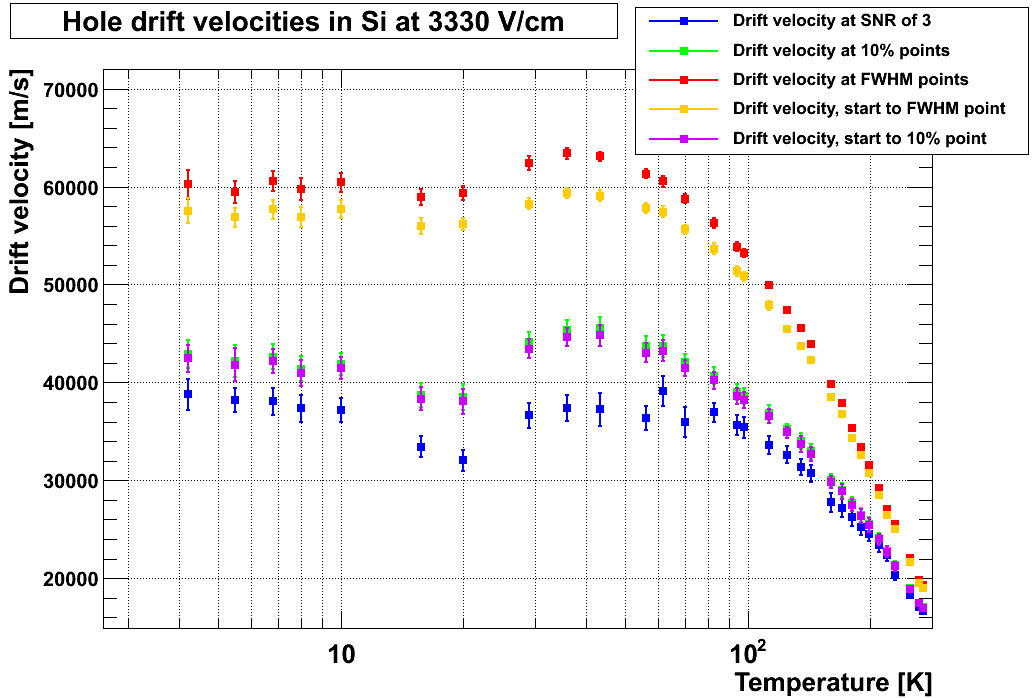 Hole drift velocities in Si at 3330 V/cm
Drift velocity at SNR of 3
Drift velocity at 10% points
Drift velocity at FWHM points
Drift velocity, start to FWHM point
Drift velocity, start to 10% point
Drift velocity [m/s]
70000
60000
50000
40000
30000
20000
10
10²
Temperature [K]